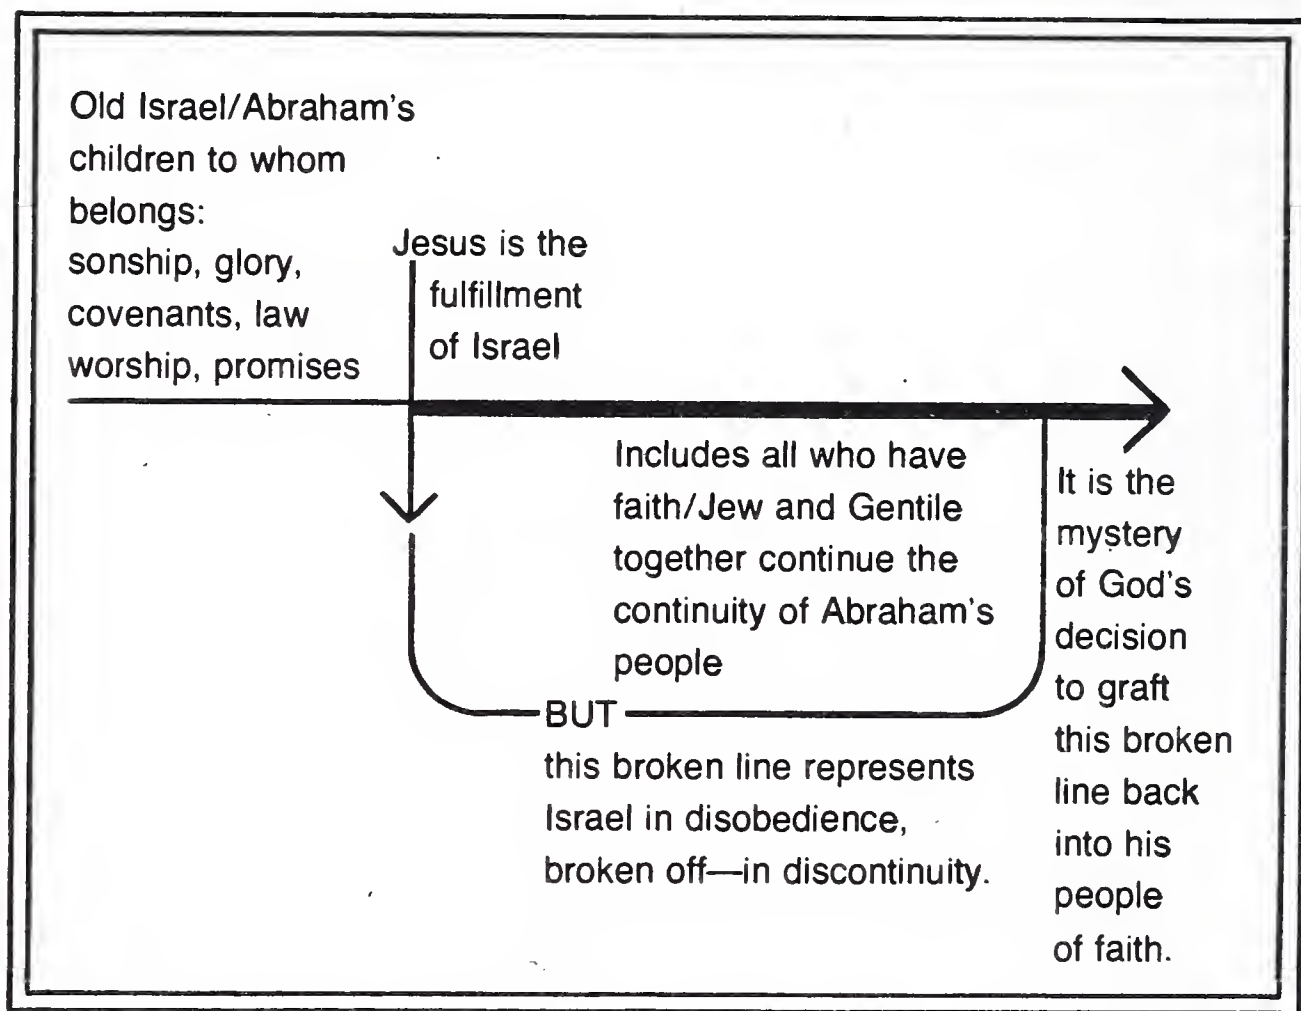 Old Israel/Abraham's
children to whom
belongs:
sonship, glory,
covenants, law
worship, promises
Jesus is the
fulfillment
of Israel
Includes all who have
faith/Jew and Gentile
together continue the
continuity of Abraham's
people
BUT
this broken line represents
Israel in disobedience,
broken off—in discontinuity.
It is the
mystery
of God's
decision
to graft
this broken
line back
into his
people
of faith.